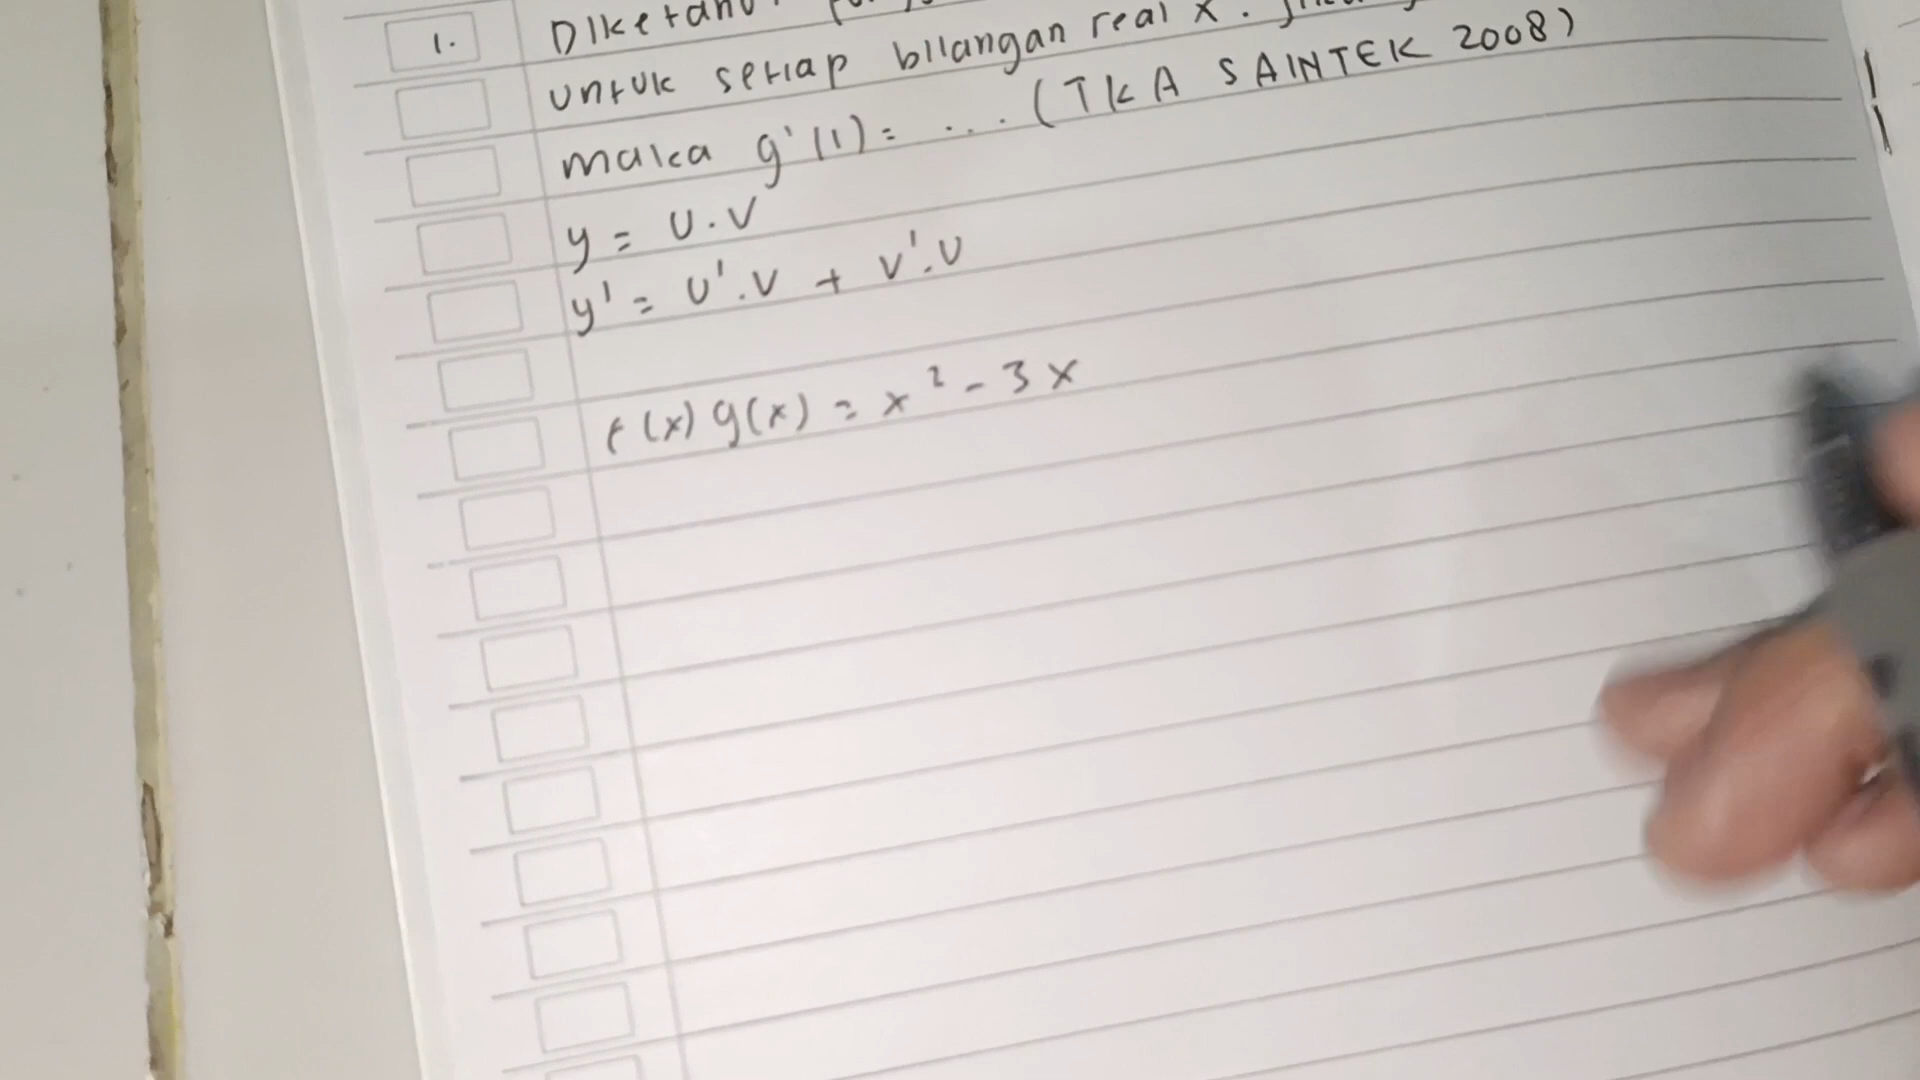 1. Diketahui
untuk setiap bilangan real x.
maka g'(1) = ... (TKA SAINTEK 2008)
y = U.V
y' = U'.V + V'.U
f(x) g(x) = x² - 3x